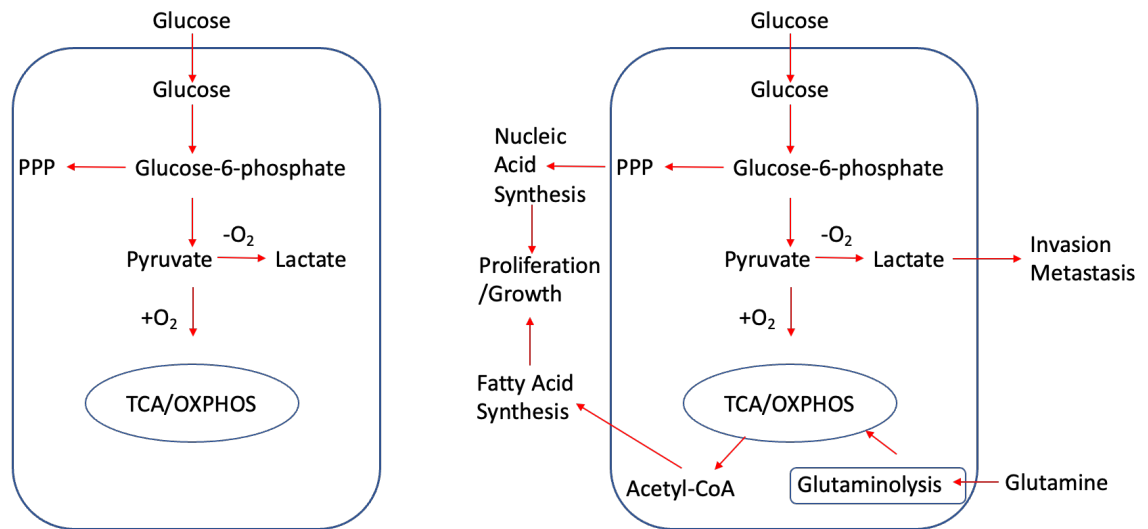 Glucose
Glucose
PPP
Glucose-6-phosphate
-O₂
Pyruvate
Lactate
+O₂
TCA/OXPHOS
Glucose
Glucose
Nucleic
Acid
Synthesis
PPP
Glucose-6-phosphate
-O₂
Proliferation
/Growth
Pyruvate
Lactate
Invasion
Metastasis
+O₂
Fatty Acid
Synthesis
TCA/OXPHOS
Acetyl-CoA
Glutaminolysis
Glutamine